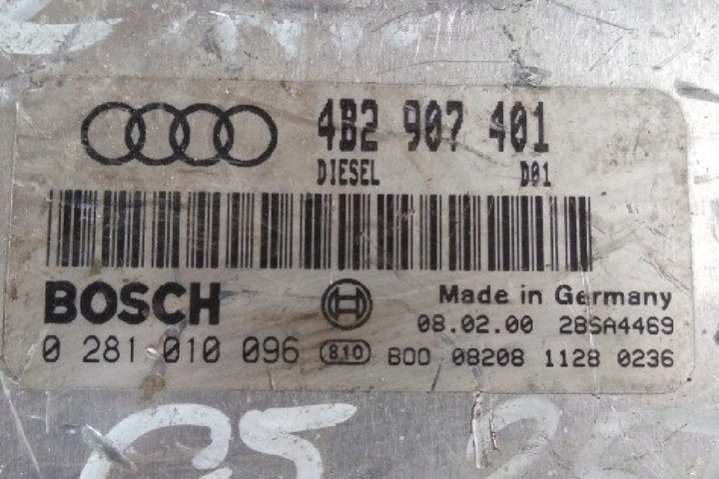 4B2 907 401
DIESEL D01
BOSCH
Made in Germany
08.02.00 28SA4469
0 281 010 096 810 B00 08208 1128 0236
C5